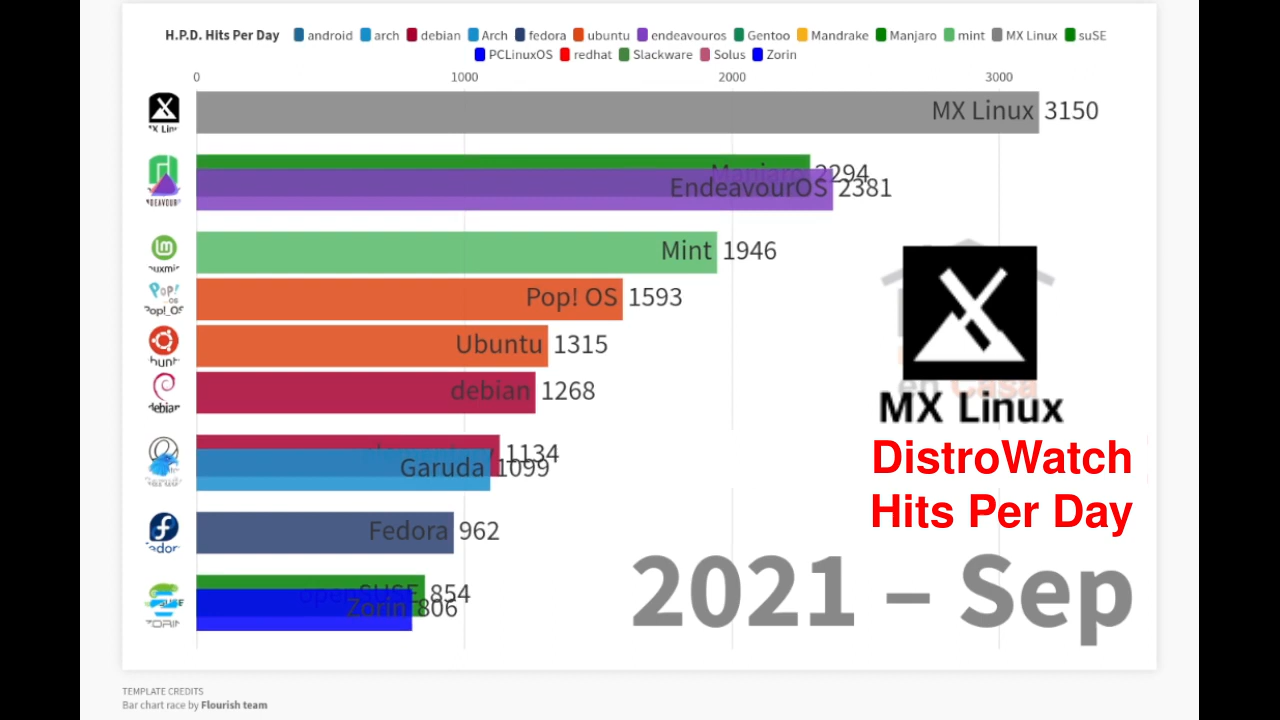 H.P.D. Hits Per Day android arch debian Arch fedora ubuntu endeavouros Gentoo Mandrake Manjaro mint MX Linux suSE
PCLinuxOS redhat Slackware Solus Zorin
0 1000 2000 3000
MX Linux 3150
Manjaro 2294
EndeavourOS 2381
Mint 1946
Pop! OS 1593
Ubuntu 1315
debian 1268
1134
Garuda 1099
Fedora 962
openSUSE 854
Zorin 806
en Casa
MX Linux
DistroWatch
Hits Per Day
2021 – Sep
TEMPLATE CREDITS
Bar chart race by Flourish team